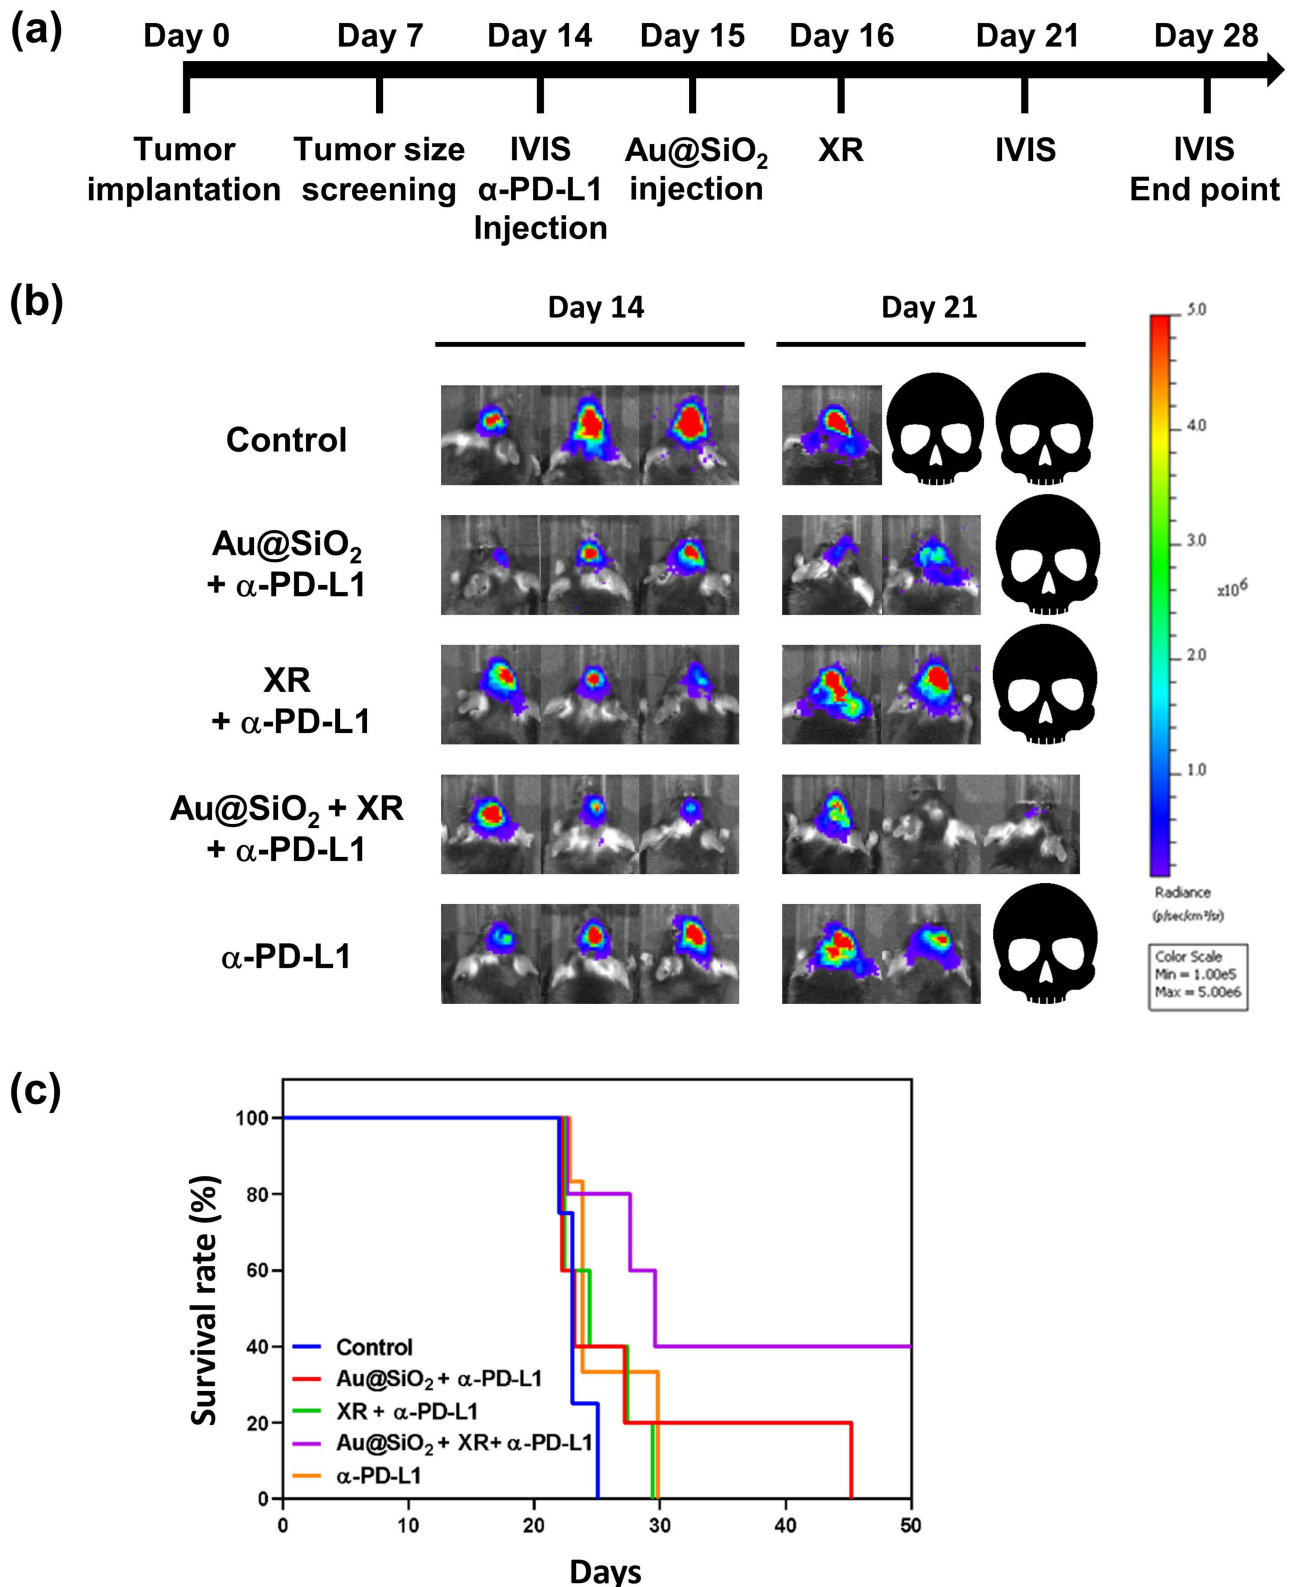 (a)
Day 0 Day 7 Day 14 Day 15 Day 16 Day 21 Day 28
Tumor implantation
Tumor size screening
IVIS
α-PD-L1
Injection
Au@SiO2
injection
XR
IVIS
IVIS
End point
(b)
Day 14 Day 21
Control
Au@SiO2
+ α-PD-L1
XR
+ α-PD-L1
Au@SiO2 + XR
+ α-PD-L1
α-PD-L1
5.0
4.0
3.0
x10^6
2.0
1.0
Radiance
(p/sec/cm²/sr)
Color Scale
Min = 1.00e5
Max = 5.00e6
(c)
Survival rate (%)
100
80
60
40
20
0
Control
Au@SiO2 + α-PD-L1
XR + α-PD-L1
Au@SiO2 + XR+ α-PD-L1
α-PD-L1
0 10 20 30 40 50
Days